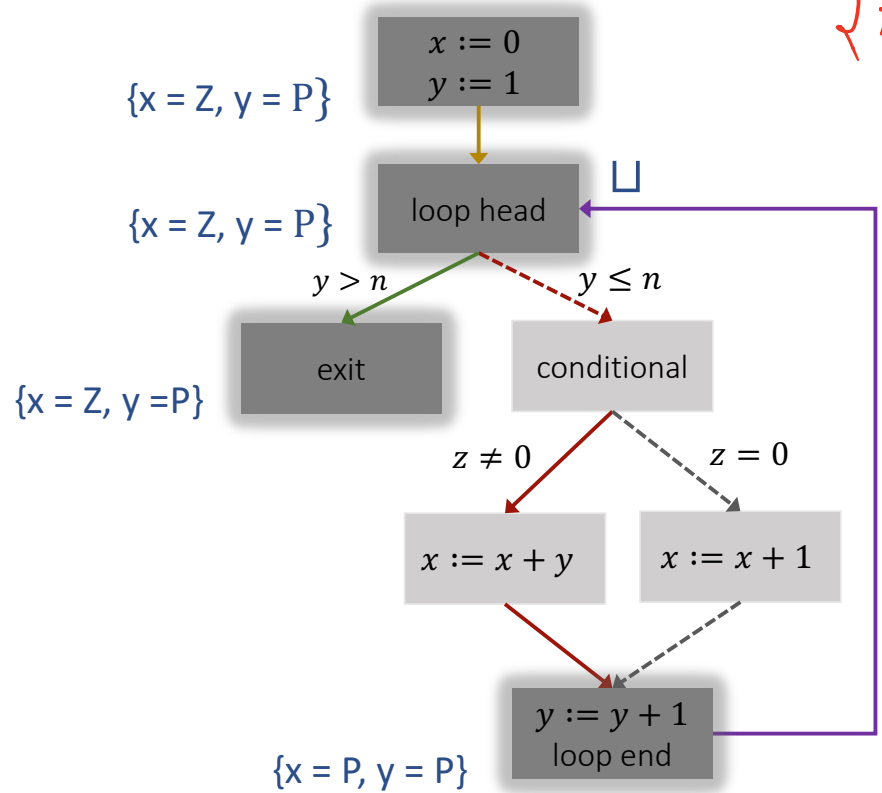 x := 0
y := 1
{x = Z, y = P}
⊔
loop head
{x = Z, y = P}
y > n
y ≤ n
exit
conditional
{x = Z, y =P}
z ≠ 0
z = 0
x := x + y
x := x + 1
y := y + 1
loop end
{x = P, y = P}